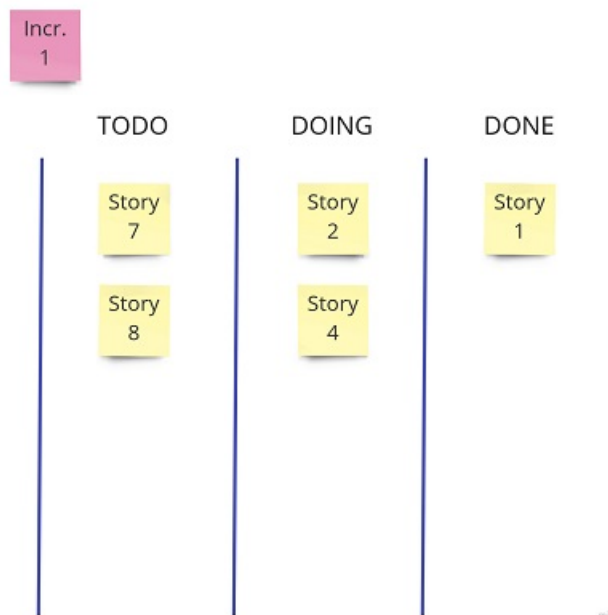 Incr.
1
TODO
DOING
DONE
Story
7
Story
2
Story
1
Story
8
Story
4